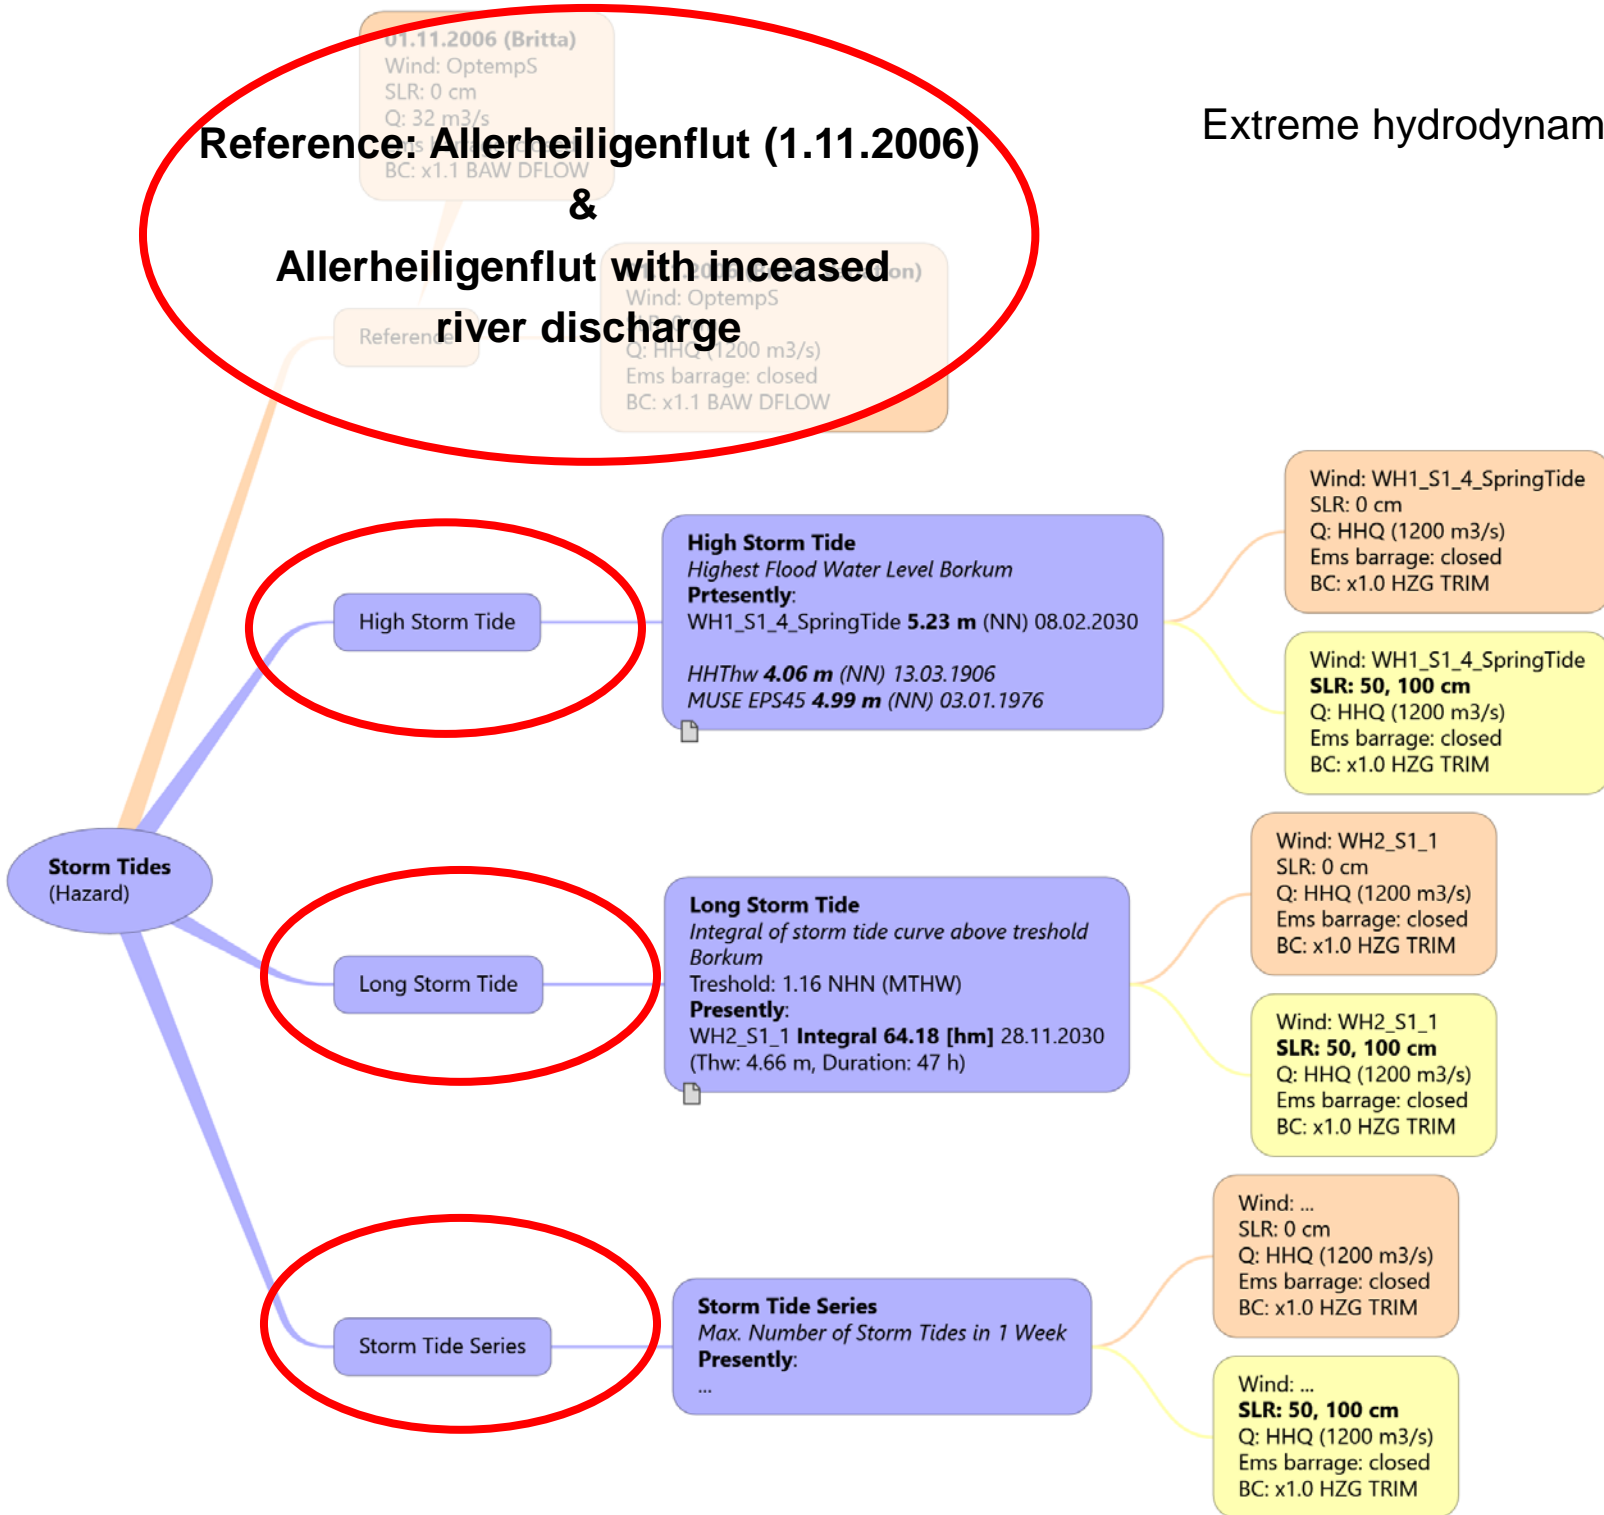 Extreme hydrodynam
01.11.2006 (Britta)
Wind: OptempS
SLR: 0 cm
Q: 32 m3/s
BC: x1.1 BAW DFLOW
Reference: Allerheiligenflut (1.11.2006)
&
Allerheiligenflut with inceased
river discharge
Reference
Wind: OptempS
Q: HHQ (1200 m3/s)
Ems barrage: closed
BC: x1.1 BAW DFLOW
Storm Tides
(Hazard)
High Storm Tide
High Storm Tide
Highest Flood Water Level Borkum
Prtesently:
WH1_S1_4_SpringTide 5.23 m (NN) 08.02.2030
HHThw 4.06 m (NN) 13.03.1906
MUSE EPS45 4.99 m (NN) 03.01.1976
Wind: WH1_S1_4_SpringTide
SLR: 0 cm
Q: HHQ (1200 m3/s)
Ems barrage: closed
BC: x1.0 HZG TRIM
Wind: WH1_S1_4_SpringTide
SLR: 50, 100 cm
Q: HHQ (1200 m3/s)
Ems barrage: closed
BC: x1.0 HZG TRIM
Long Storm Tide
Long Storm Tide
Integral of storm tide curve above treshold
Borkum
Treshold: 1.16 NHN (MTHW)
Presently:
WH2_S1_1 Integral 64.18 [hm] 28.11.2030
(Thw: 4.66 m, Duration: 47 h)
Wind: WH2_S1_1
SLR: 0 cm
Q: HHQ (1200 m3/s)
Ems barrage: closed
BC: x1.0 HZG TRIM
Wind: WH2_S1_1
SLR: 50, 100 cm
Q: HHQ (1200 m3/s)
Ems barrage: closed
BC: x1.0 HZG TRIM
Storm Tide Series
Storm Tide Series
Max. Number of Storm Tides in 1 Week
Presently:
...
Wind: ...
SLR: 0 cm
Q: HHQ (1200 m3/s)
Ems barrage: closed
BC: x1.0 HZG TRIM
Wind: ...
SLR: 50, 100 cm
Q: HHQ (1200 m3/s)
Ems barrage: closed
BC: x1.0 HZG TRIM